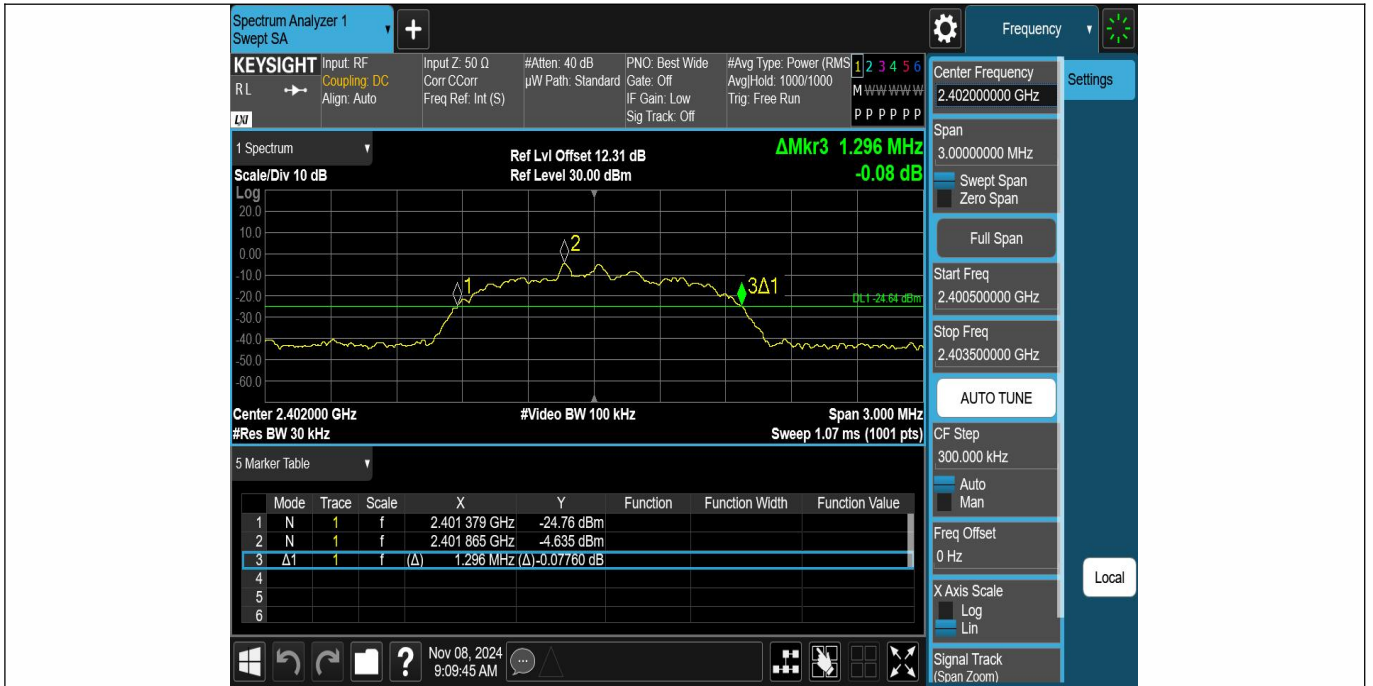 Spectrum Analyzer 1
Swept SA
+
Frequency
KEYSIGHT
RL
LXI
Input: RF
Coupling: DC
Align: Auto
Input Z: 50 Ω
Corr CCorr
Freq Ref: Int (S)
#Atten: 40 dB
µW Path: Standard
PNO: Best Wide
Gate: Off
IF Gain: Low
Sig Track: Off
#Avg Type: Power (RMS
Avg|Hold: 1000/1000
Trig: Free Run
1 2 3 4 5 6
M W W W W W
P P P P P P
1 Spectrum
Scale/Div 10 dB
Ref Lvl Offset 12.31 dB
Ref Level 30.00 dBm
ΔMkr3 1.296 MHz
-0.08 dB
Log
20.0
10.0
0.00
-10.0
-20.0
-30.0
-40.0
-50.0
-60.0
1
2
3Δ1
DL1 -24.64 dBm
Center 2.402000 GHz
#Video BW 100 kHz
Span 3.000 MHz
#Res BW 30 kHz
Sweep 1.07 ms (1001 pts)
5 Marker Table
Mode Trace Scale X Y Function Function Width Function Value
1 N 1 f 2.401 379 GHz -24.76 dBm
2 N 1 f 2.401 865 GHz -4.635 dBm
3 Δ1 1 f (Δ) 1.296 MHz (Δ) -0.07760 dB
4
5
6
Nov 08, 2024
9:09:45 AM
Center Frequency
2.402000000 GHz
Span
3.00000000 MHz
Swept Span
Zero Span
Full Span
Start Freq
2.400500000 GHz
Stop Freq
2.403500000 GHz
AUTO TUNE
CF Step
300.000 kHz
Auto
Man
Freq Offset
0 Hz
X Axis Scale
Log
Lin
Signal Track
(Span Zoom)
Settings
Local